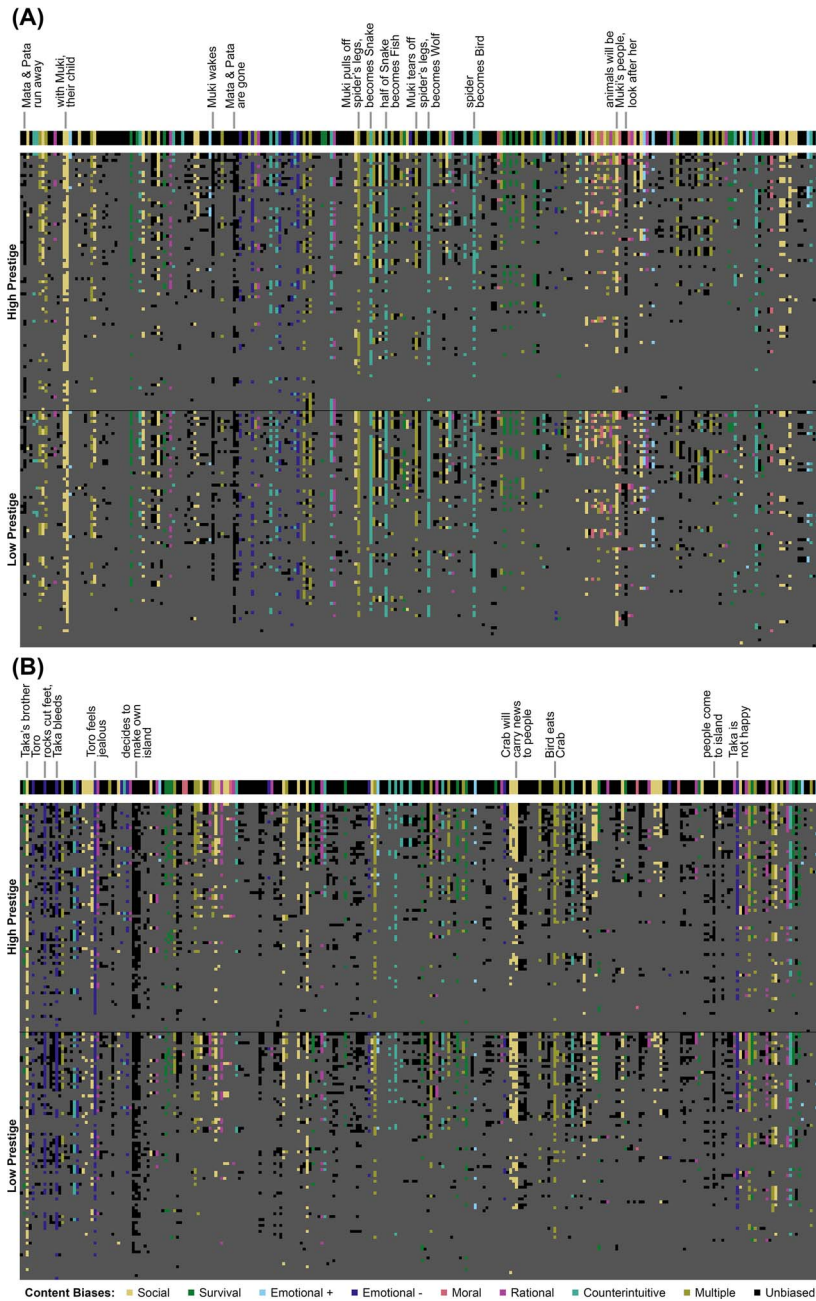 (A)
Mata & Pata
run away
with Muki,
their child
Muki wakes
Mata & Pata
are gone
Muki pulls off
spider's legs,
becomes Snake
half of Snake
becomes Fish
Muki tears off
spider's legs,
becomes Wolf
spider
becomes Bird
animals will be
Muki's people,
look after her
High Prestige
Low Prestige
(B)
Taka's brother
Toro
rocks cut feet,
Taka bleeds
Toro feels
jealous
decides to
make own
island
Crab will
carry news
to people
Bird eats
Crab
people come
to island
Taka is
not happy
High Prestige
Low Prestige
Content Biases: Social Survival Emotional + Emotional - Moral Rational Counterintuitive Multiple Unbiased